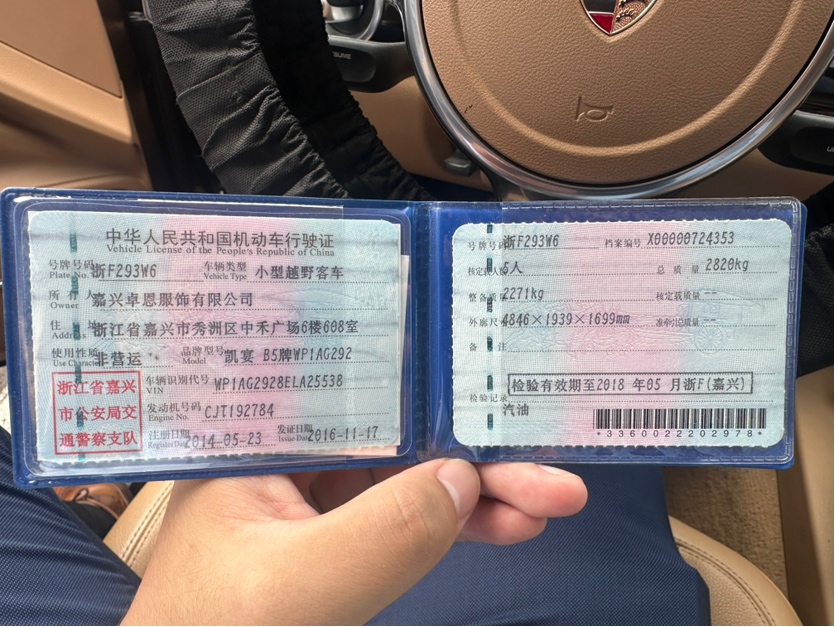 中华人民共和国机动车行驶证
Vehicle License of the People's Republic of China
号牌号码 浙F293W6 车辆类型 小型越野客车
Plate No. Vehicle Type
所有人 嘉兴卓恩服饰有限公司
Owner
住址 浙江省嘉兴市秀洲区中禾广场6楼608室
Address
使用性质 非营运 品牌型号 凯宴 B5牌WP1AG292
Use Character Model
浙江省嘉兴
市公安局交
通警察支队
车辆识别代号 WP1AG2928ELA25538
VIN
发动机号码 CJT192784
Engine No.
注册日期 2014-05-23 发证日期 2016-11-17
Register Date Issue Date
号牌号码 浙F293W6 档案编号 X00000724353
核定载人数 5人 总质量 2820kg
整备质量 2271kg 核定载质量 --
外廓尺寸 4846×1939×1699mm 准牵引总质量 --
备注
检验有效期至2018 年05 月浙F(嘉兴)
检验记录
汽油
*3360022202978*